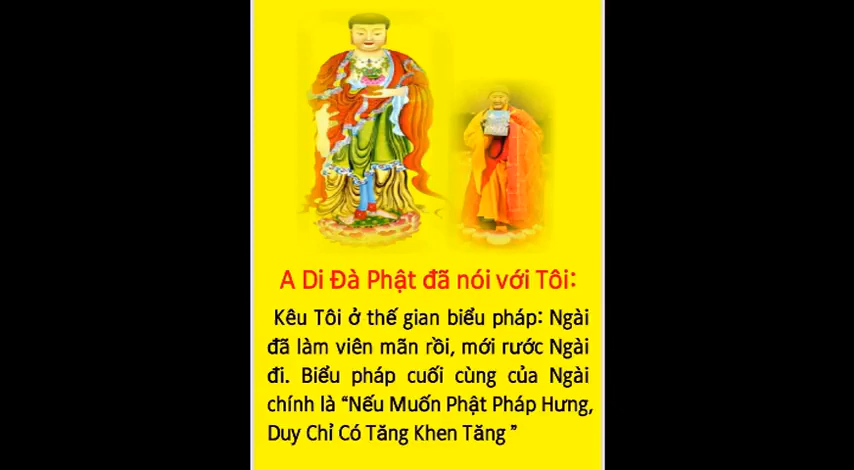 A Di Đà Phật đã nói với Tôi:
Kêu Tôi ở thế gian biểu pháp: Ngài
đã làm viên mãn rồi, mới rước Ngài
đi. Biểu pháp cuối cùng của Ngài
chính là “Nếu Muốn Phật Pháp Hưng,
Duy Chỉ Có Tăng Khen Tăng ”